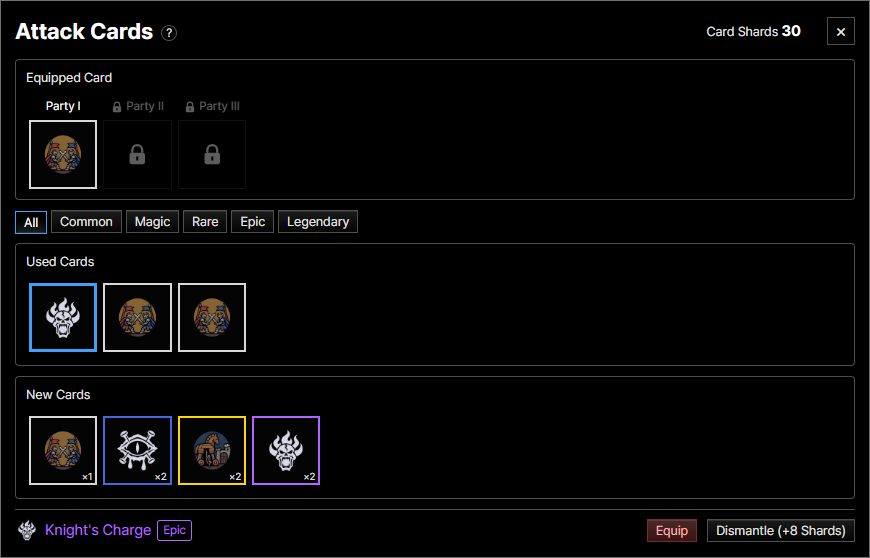 Attack Cards ?
Card Shards 30 ×
Equipped Card
Party I Party II Party III
All Common Magic Rare Epic Legendary
Used Cards
New Cards
×1 ×2 ×2 ×2
Knight's Charge Epic Equip Dismantle (+8 Shards)